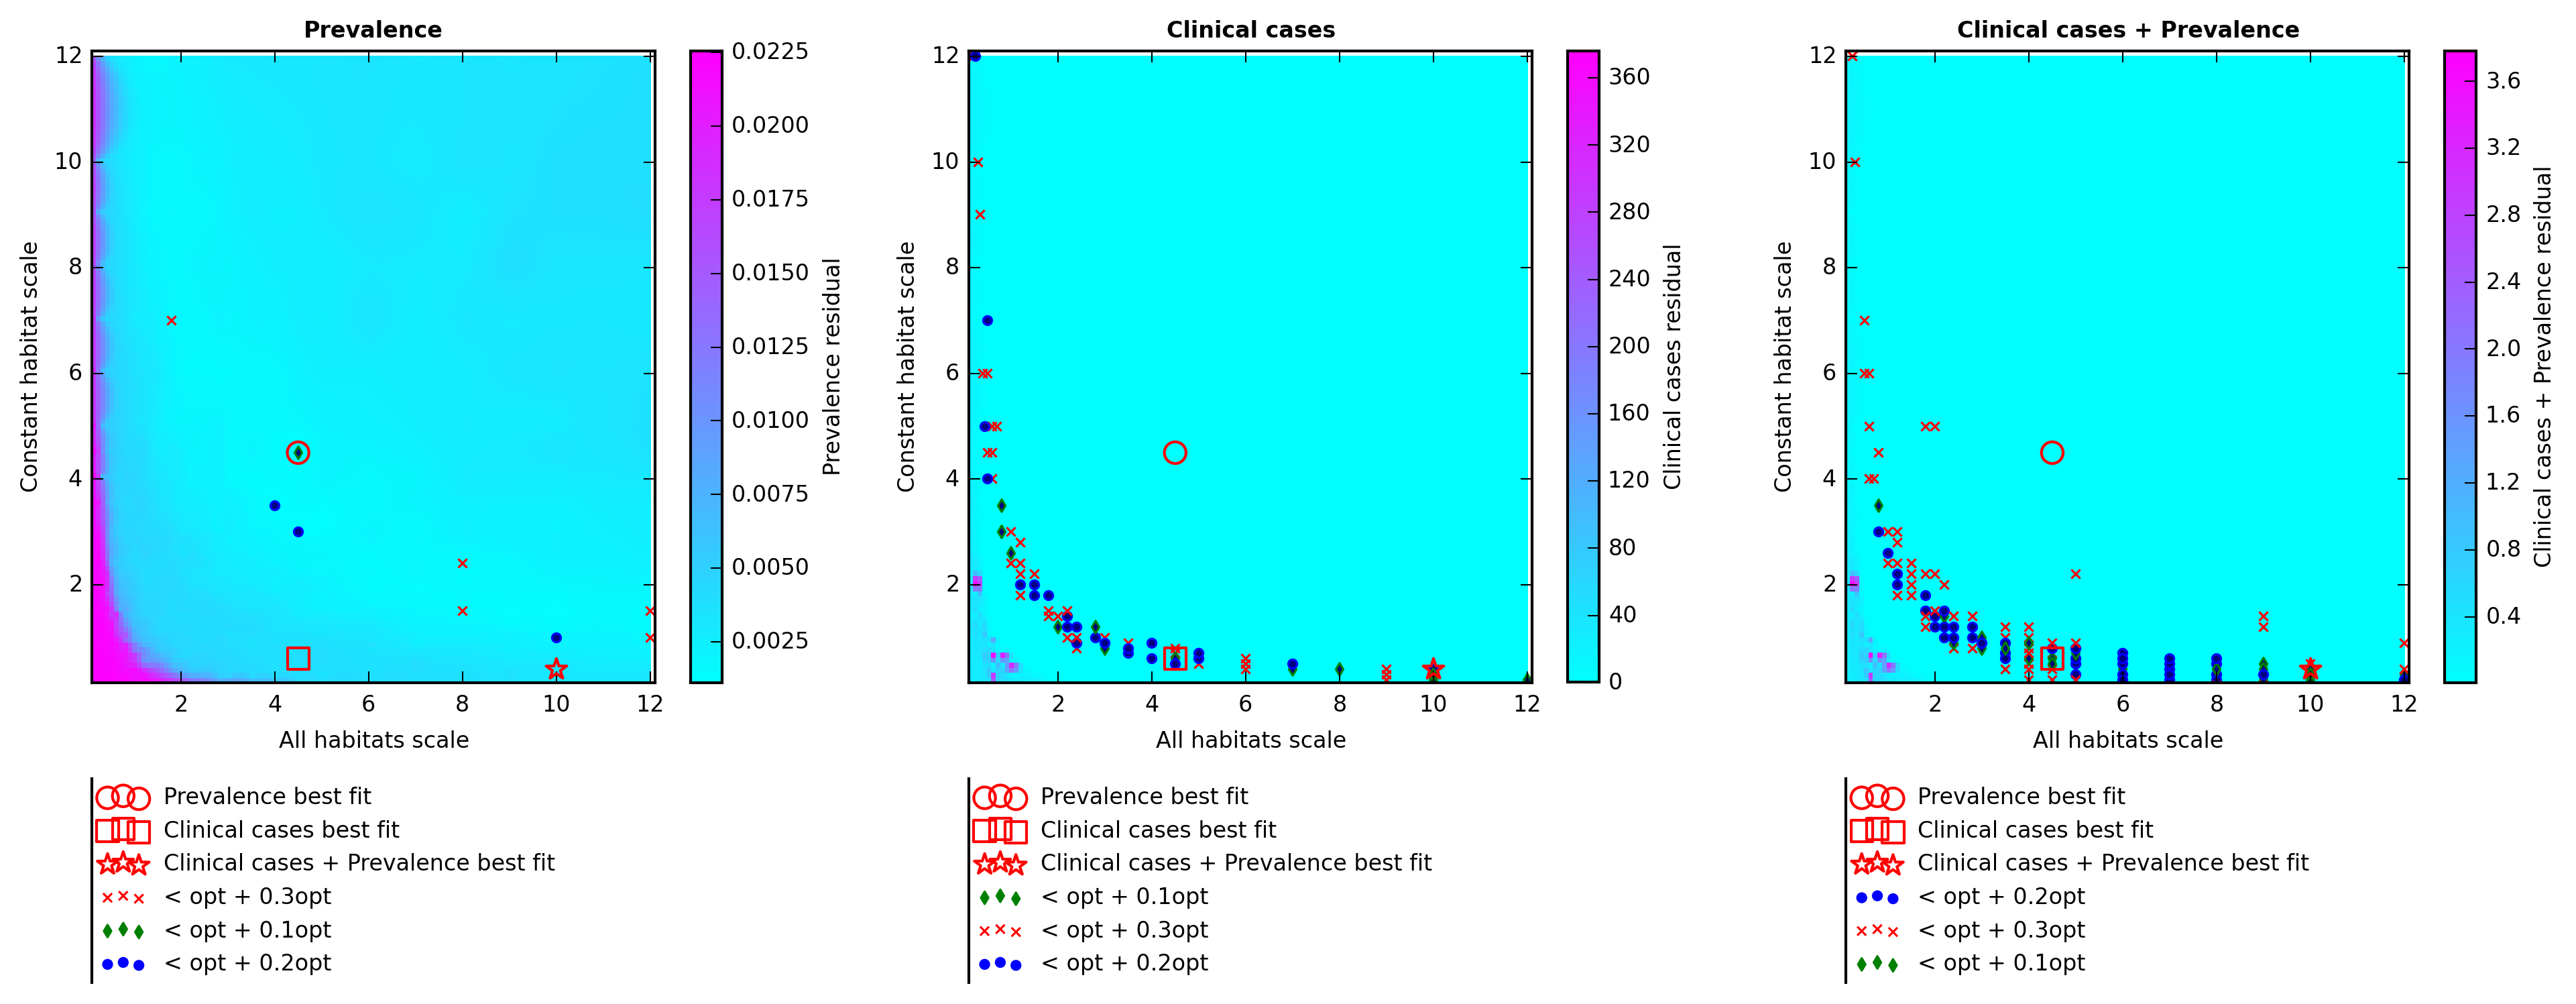 Prevalence
12
10
8
6
4
2
2 4 6 8 10 12
Constant habitat scale
All habitats scale
0.0225
0.0200
0.0175
0.0150
0.0125
0.0100
0.0075
0.0050
0.0025
Prevalence residual
Prevalence best fit
Clinical cases best fit
Clinical cases + Prevalence best fit
< opt + 0.3opt
< opt + 0.1opt
< opt + 0.2opt
Clinical cases
12
10
8
6
4
2
2 4 6 8 10 12
Constant habitat scale
All habitats scale
360
320
280
240
200
160
120
80
40
0
Clinical cases residual
Prevalence best fit
Clinical cases best fit
Clinical cases + Prevalence best fit
< opt + 0.1opt
< opt + 0.3opt
< opt + 0.2opt
Clinical cases + Prevalence
12
10
8
6
4
2
2 4 6 8 10 12
Constant habitat scale
All habitats scale
3.6
3.2
2.8
2.4
2.0
1.6
1.2
0.8
0.4
Clinical cases + Prevalence residual
Prevalence best fit
Clinical cases best fit
Clinical cases + Prevalence best fit
< opt + 0.2opt
< opt + 0.3opt
< opt + 0.1opt